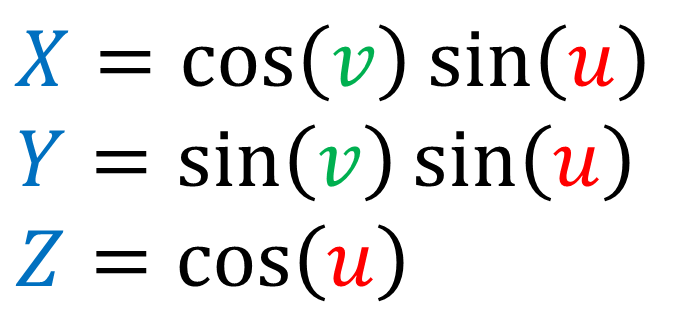 X = cos(v) sin(u)
Y = sin(v) sin(u)
Z = cos(u)